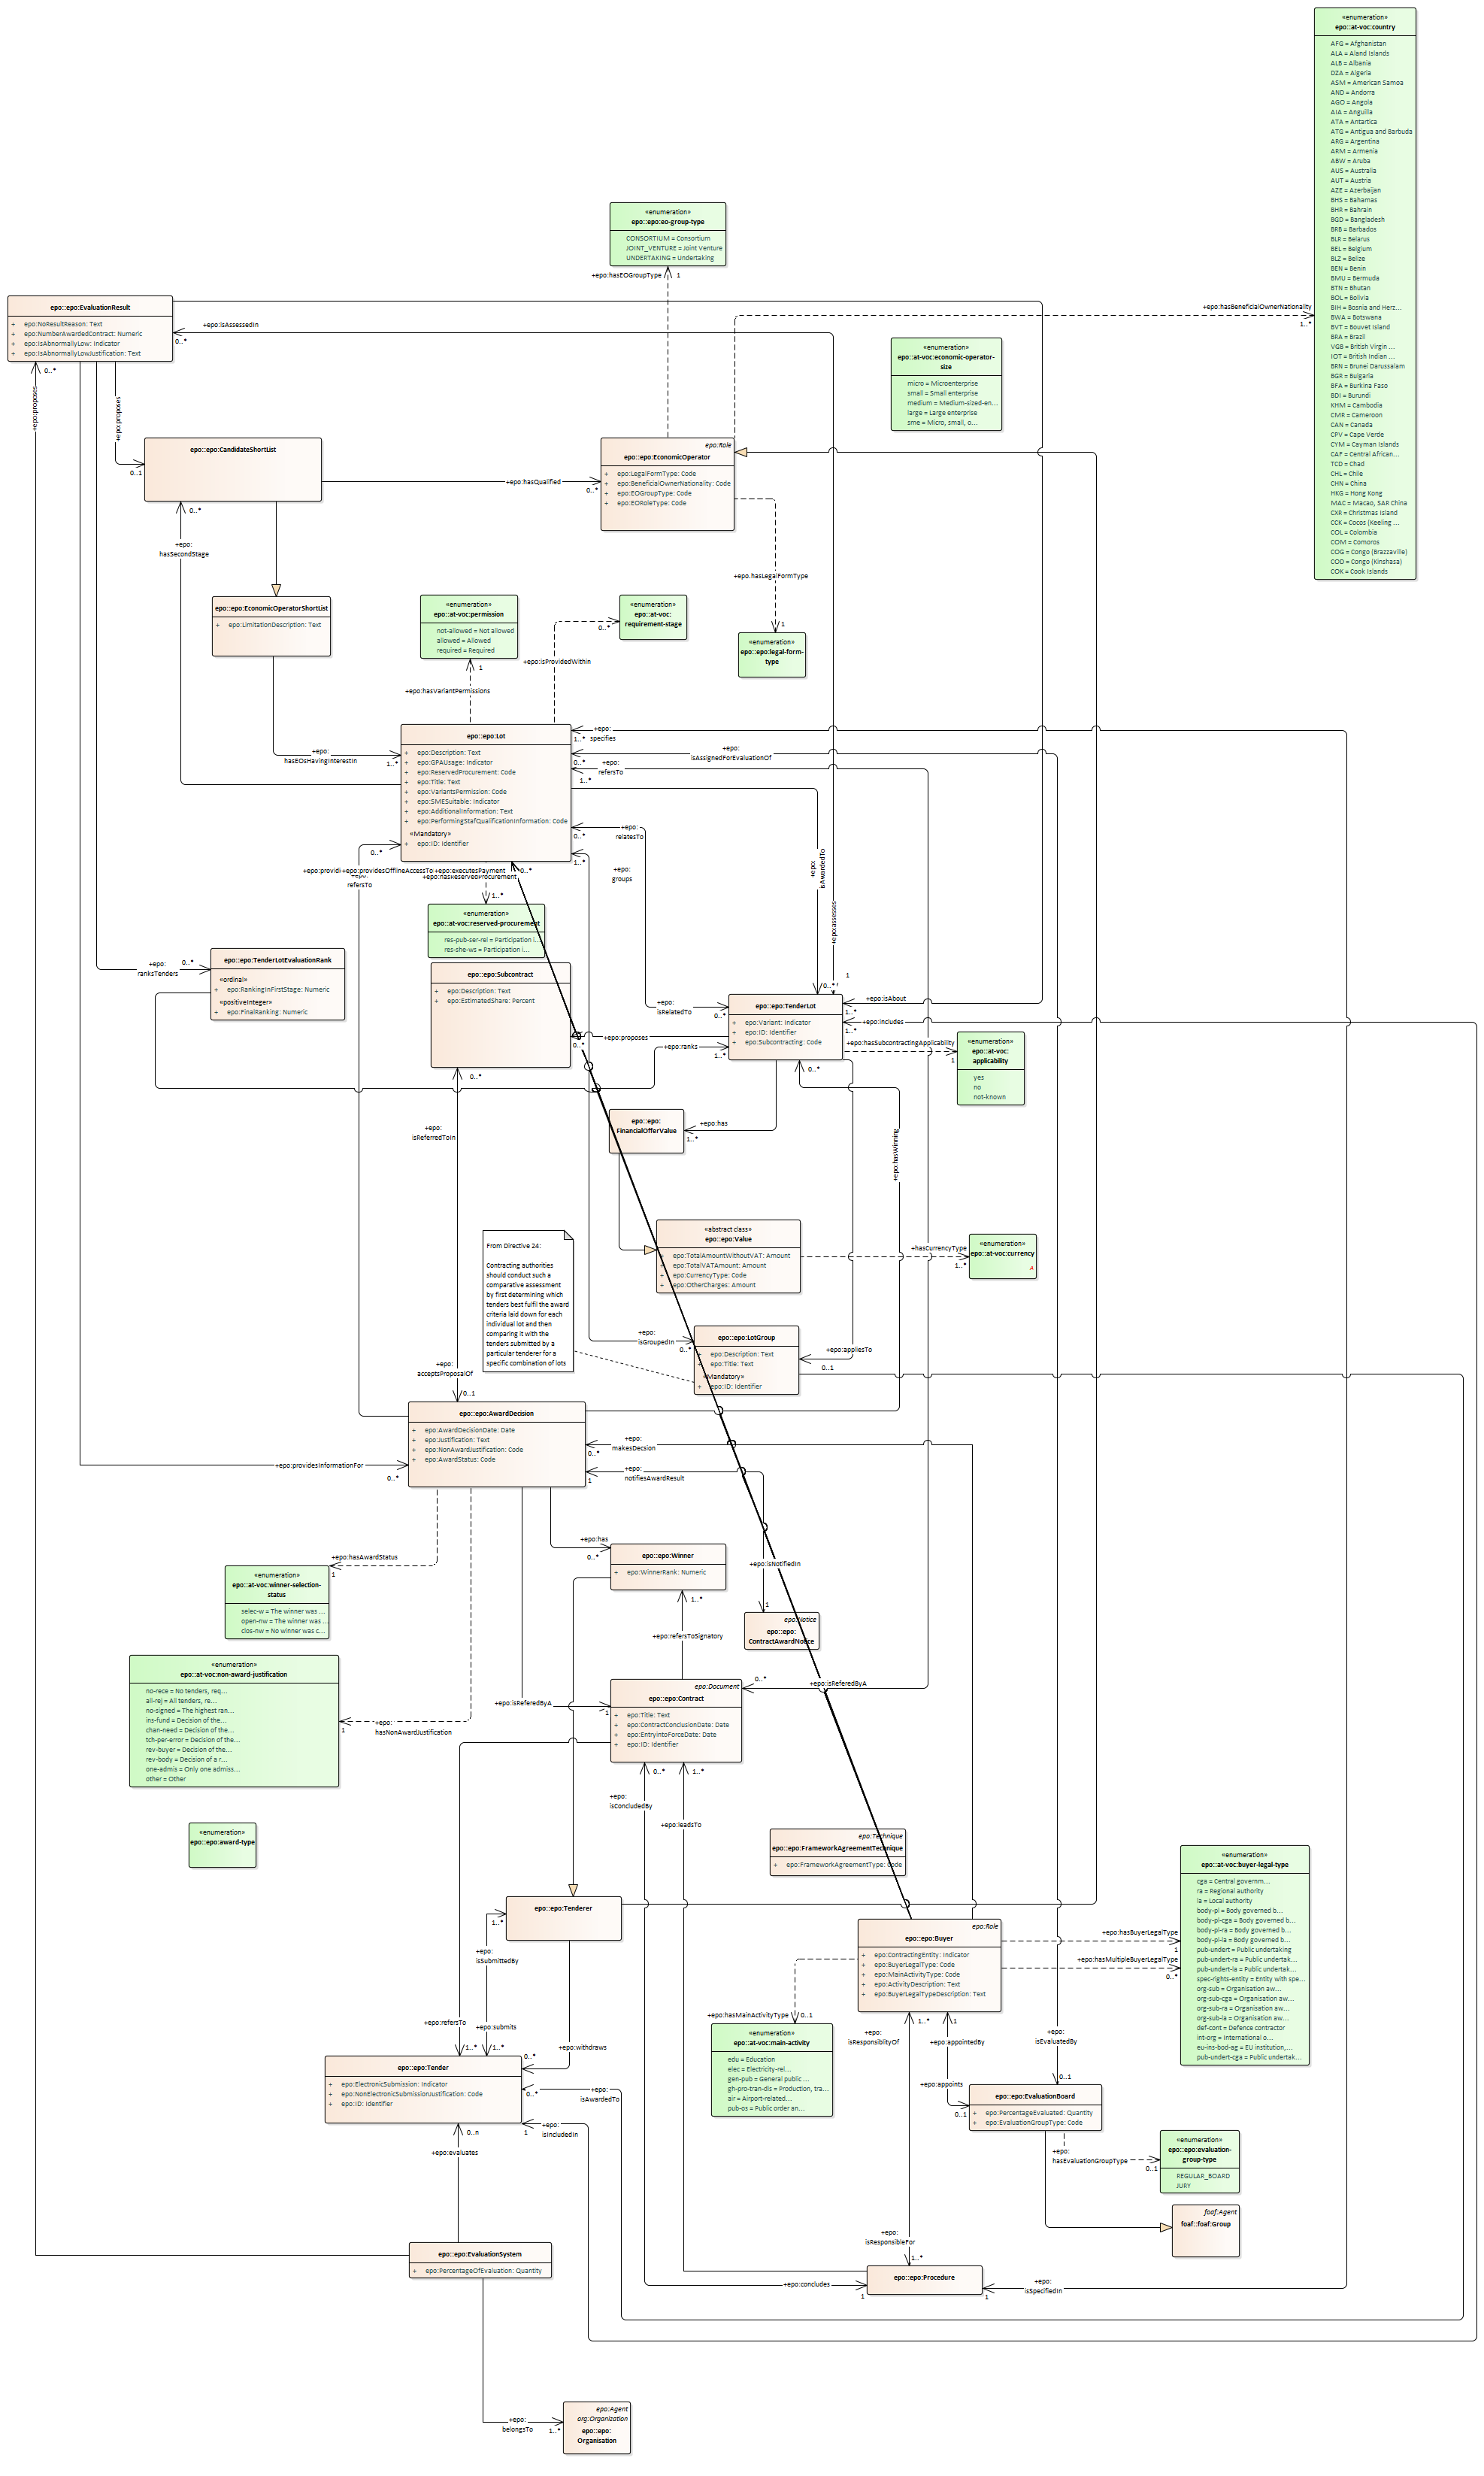 «enumeration»
epo::at-voc:country
AFG = Afghanistan
ALA = Aland Islands
ALB = Albania
DZA = Algeria
ASM = American Samoa
AND = Andorra
AGO = Angola
AIA = Anguilla
ATA = Antartica
ATG = Antigua and Barbuda
ARG = Argentina
ARM = Armenia
ABW = Aruba
AUS = Australia
AUT = Austria
AZE = Azerbaijan
BHS = Bahamas
BHR = Bahrain
BGD = Bangladesh
BRB = Barbados
BLR = Belarus
BEL = Belgium
BLZ = Belize
BEN = Benin
BMU = Bermuda
BTN = Bhutan
BOL = Bolivia
BIH = Bosnia and Herz...
BWA = Botswana
BVT = Bouvet Island
BRA = Brazil
VGB = British Virgin ...
IOT = British Indian ...
BRN = Brunei Darussalam
BGR = Bulgaria
BFA = Burkina Faso
BDI = Burundi
KHM = Cambodia
CMR = Cameroon
CAN = Canada
CPV = Cape Verde
CYM = Cayman Islands
CAF = Central African...
TCD = Chad
CHL = Chile
CHN = China
HKG = Hong Kong
MAC = Macao, SAR China
CXR = Christmas Island
CCK = Cocos (Keeling ...
COL = Colombia
COM = Comoros
COG = Congo (Brazzaville)
COD = Congo (Kinshasa)
COK = Cook Islands
«enumeration»
epo::epo:eo-group-type
CONSORTIUM = Consortium
JOINT_VENTURE = Joint Venture
UNDERTAKING = Undertaking
+epo:hasEOGroupType 1
+epo:hasBeneficialOwnerNationality
1..*
epo::epo:EvaluationResult
+ epo:NoResultReason: Text
+ epo:NumberAwardedContract: Numeric
+ epo:IsAbnormallyLow: Indicator
+ epo:IsAbnormallyLowJustification: Text
+epo:isAssessedIn
0..*
0..*
+epo:proposes
+epo:proposes
0..1
«enumeration»
epo::at-voc:economic-operator-
size
micro = Microenterprise
small = Small enterprise
medium = Medium-sized-en...
large = Large enterprise
sme = Micro, small, o...
epo::epo:CandidateShortList
+epo:hasQualified
0..*
epo:Role
epo::epo:EconomicOperator
+ epo:LegalFormType: Code
+ epo:BeneficialOwnerNationality: Code
+ epo:EOGroupType: Code
+ epo:EORoleType: Code
0..*
+epo:
hasSecondStage
+epo.hasLegalFormType
1
epo::epo:EconomicOperatorShortList
+ epo:LimitationDescription: Text
«enumeration»
epo::at-voc:permission
not-allowed = Not allowed
allowed = Allowed
required = Required
1
+epo:hasVariantPermissions
«enumeration»
epo::at-voc:
requirement-stage
0..*
+epo:isProvidedWithin
«enumeration»
epo::epo:legal-form-
type
epo::epo:Lot
+ epo:Description: Text
+ epo:GPAUsage: Indicator
+ epo:ReservedProcurement: Code
+ epo:Title: Text
+ epo:VariantsPermission: Code
+ epo:SMESuitable: Indicator
+ epo:AdditionalInformation: Text
+ epo:PerformingStafQualificationInformation: Code
«Mandatory»
+ epo:ID: Identifier
+epo:
hasEOsHavingInterestIn
1..*
+epo:
specifies
1..*
+epo:
isAssignedForEvaluationOf
0..*
+epo:
refersTo
1..*
+epo:
relatesTo
0..*
+epo:
groups
1..*
+epo:
isAwardedTo
+epo:assesses
0..*
+epo:providesOfflineAccessTo
+epo:executesPayment
0..*
+epo:hasReservedProcurement
1..*
refersTo
«enumeration»
epo::at-voc:reserved-procurement
res-pub-ser-rel = Participation i...
res-she-ws = Participation i...
epo::epo:TenderLotEvaluationRank
«ordinal»
+ epo:RankingInFirstStage: Numeric
«positiveInteger»
+ epo:FinalRanking: Numeric
+epo:
ranksTenders
0..*
epo::epo:Subcontract
+ epo:Description: Text
+ epo:EstimatedShare: Percent
+epo:proposes
0..*
+epo:ranks
1..*
+epo:
isRelatedTo
0..*
1
0..*
epo::epo:TenderLot
+ epo:Variant: Indicator
+ epo:ID: Identifier
+ epo:Subcontracting: Code
+epo:isAbout
1..*
+epo:includes
1..*
+epo:hasSubcontractingApplicability
1
«enumeration»
epo::at-voc:
applicability
yes
no
not-known
0..*
+epo:
isReferredToIn
0..*
+epo:hasWinning
epo::epo:
FinancialOfferValue
+epo:has
1..*
From Directive 24:
Contracting authorities
should conduct such a
comparative assessment
by first determining which
tenders best fulfil the award
criteria laid down for each
individual lot and then
comparing it with the
tenders submitted by a
particular tenderer for a
specific combination of lots
«abstract class»
epo::epo:Value
+ epo:TotalAmountWithoutVAT: Amount
+ epo:TotalVATAmount: Amount
+ epo:CurrencyType: Code
+ epo:OtherCharges: Amount
+hasCurrencyType
1..*
«enumeration»
epo::at-voc:currency
+epo:
isGroupedIn
0..*
epo::epo:LotGroup
+ epo:Description: Text
+ epo:Title: Text
«Mandatory»
+ epo:ID: Identifier
+epo:appliesTo
0..1
+epo:
acceptsProposalOf
0..1
epo::epo:AwardDecision
+ epo:AwardDecisionDate: Date
+ epo:Justification: Text
+ epo:NonAwardJustification: Code
+ epo:AwardStatus: Code
+epo:providesInformationFor
0..*
+epo:
makesDecsion
0..*
+epo:
notifiesAwardResult
1
+epo:hasAwardStatus
1
+epo:has
0..*
epo::epo:Winner
+ epo:WinnerRank: Numeric
1..*
+epo:isNotifiedIn
1
«enumeration»
epo::at-voc:winner-selection-
status
selec-w = The winner was ...
open-nw = The winner was ...
clos-nw = No winner was c...
epo:Notice
epo::epo:
ContractAwardNotice
+epo:refersToSignatory
«enumeration»
epo::at-voc:non-award-justification
no-rece = No tenders, req...
all-rej = All tenders, re...
no-signed = The highest ran...
ins-fund = Decision of the...
chan-need = Decision of the...
tch-per-error = Decision of the...
rev-buyer = Decision of the...
rev-body = Decision of a r...
one-admis = Only one admiss...
other = Other
+epo:
hasNonAwardJustification
1
+epo:isReferedByA
1
epo:Document
epo::epo:Contract
+ epo:Title: Text
+ epo:ContractConclusionDate: Date
+ epo:EntryintoForceDate: Date
+ epo:ID: Identifier
0..*
+epo:isReferedByA
0..*
+epo:
isConcludedBy
1..*
+epo:leadsTo
«enumeration»
epo::epo:award-type
epo:Technique
epo::epo:FrameworkAgreementTechnique
+ epo:FrameworkAgreementType: Code
epo::epo:Tenderer
1..*
+epo:
isSubmittedBy
+epo:refersTo
1..*
+epo:submits
1..*
+epo:withdraws
0..*
epo:Role
epo::epo:Buyer
+ epo:ContractingEntity: Indicator
+ epo:BuyerLegalType: Code
+ epo:MainActivityType: Code
+ epo:ActivityDescription: Text
+ epo:BuyerLegalTypeDescription: Text
+epo:hasBuyerLegalType
1
+epo:hasMultipleBuyerLegalType
0..*
«enumeration»
epo::at-voc:buyer-legal-type
cga = Central governm...
ra = Regional authority
la = Local authority
body-pl = Body governed b...
body-pl-cga = Body governed b...
body-pl-ra = Body governed b...
body-pl-la = Body governed b...
pub-undert = Public undertaking
pub-undert-ra = Public undertak...
pub-undert-la = Public undertak...
spec-rights-entity = Entity with spe...
org-sub = Organisation aw...
org-sub-cga = Organisation aw...
org-sub-ra = Organisation aw...
org-sub-la = Organisation aw...
def-cont = Defence contractor
int-org = International o...
eu-ins-bod-ag = EU institution,...
pub-undert-cga = Public undertak...
+epo:hasMainActivityType
0..1
«enumeration»
epo::at-voc:main-activity
edu = Education
elec = Electricity-rel...
gen-pub = General public ...
gh-pro-tran-dis = Production, tra...
air = Airport-related...
pub-os = Public order an...
1..*
+epo:
isResponsiblityOf
1
+epo:appointedBy
+epo:appoints
0..1
+epo:
isEvaluatedBy
0..1
epo::epo:EvaluationBoard
+ epo:PercentageEvaluated: Quantity
+ epo:EvaluationGroupType: Code
+epo:
hasEvaluationGroupType
0..1
«enumeration»
epo::epo:evaluation-
group-type
REGULAR_BOARD
JURY
foaf:Agent
foaf::foaf:Group
epo::epo:Tender
+ epo:ElectronicSubmission: Indicator
+ epo:NonElectronicSubmissionJustification: Code
+ epo:ID: Identifier
0..*
+epo:
isAwardedTo
1
+epo:
isIncludedIn
0..n
+epo:evaluates
epo::epo:EvaluationSystem
+ epo:PercentageOfEvaluation: Quantity
+epo:
isResponsibleFor
1..*
epo::epo:Procedure
+epo:concludes
1
1
+epo:
isSpecifiedIn
+epo:
belongsTo
1..*
epo:Agent
org:Organization
epo::epo:
Organisation